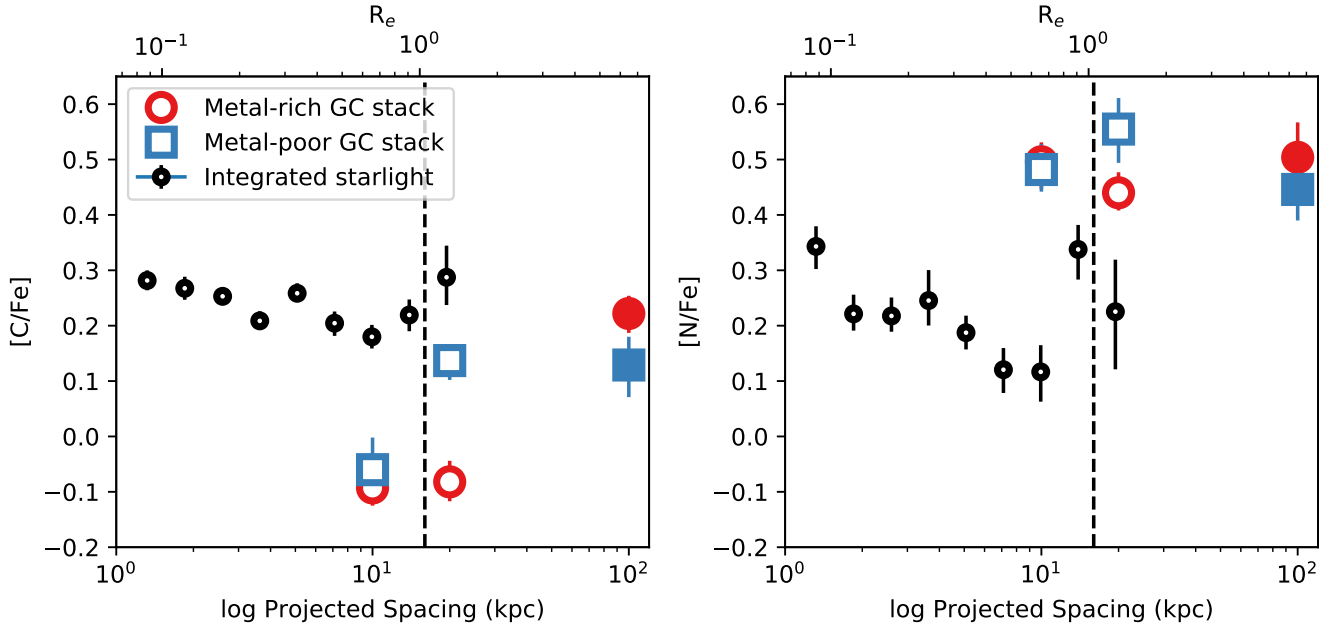 R_e
10^-1 10^0
0.6
0.5
0.4
0.3
0.2
0.1
0.0
−0.1
−0.2
[C/Fe]
Metal-rich GC stack
Metal-poor GC stack
Integrated starlight
10^0 10^1 10^2
log Projected Spacing (kpc)
R_e
10^-1 10^0
0.6
0.5
0.4
0.3
0.2
0.1
0.0
−0.1
−0.2
[N/Fe]
10^0 10^1 10^2
log Projected Spacing (kpc)